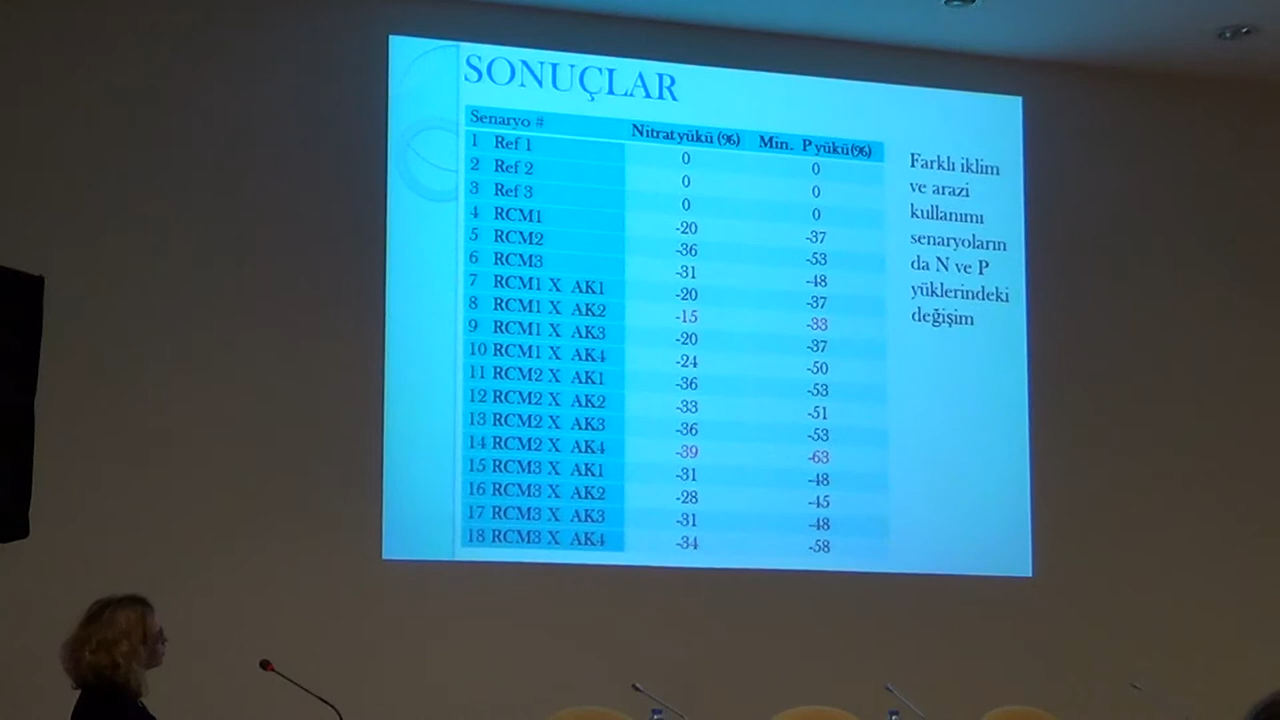 SONUÇLAR
Senaryo # Nitrat yükü (%) Min. P yükü(%)
1 Ref 1 0 0
2 Ref 2 0 0
3 Ref 3 0 0
4 RCM1 -20 -37
5 RCM2 -36 -53
6 RCM3 -31 -48
7 RCM1 X AK1 -20 -37
8 RCM1 X AK2 -15 -33
9 RCM1 X AK3 -20 -37
10 RCM1 X AK4 -24 -50
11 RCM2 X AK1 -36 -53
12 RCM2 X AK2 -33 -51
13 RCM2 X AK3 -36 -53
14 RCM2 X AK4 -39 -63
15 RCM3 X AK1 -31 -48
16 RCM3 X AK2 -28 -45
17 RCM3 X AK3 -31 -48
18 RCM3 X AK4 -34 -58
Farklı iklim
ve arazi
kullanımı
senaryoların
da N ve P
yüklerindeki
değişim